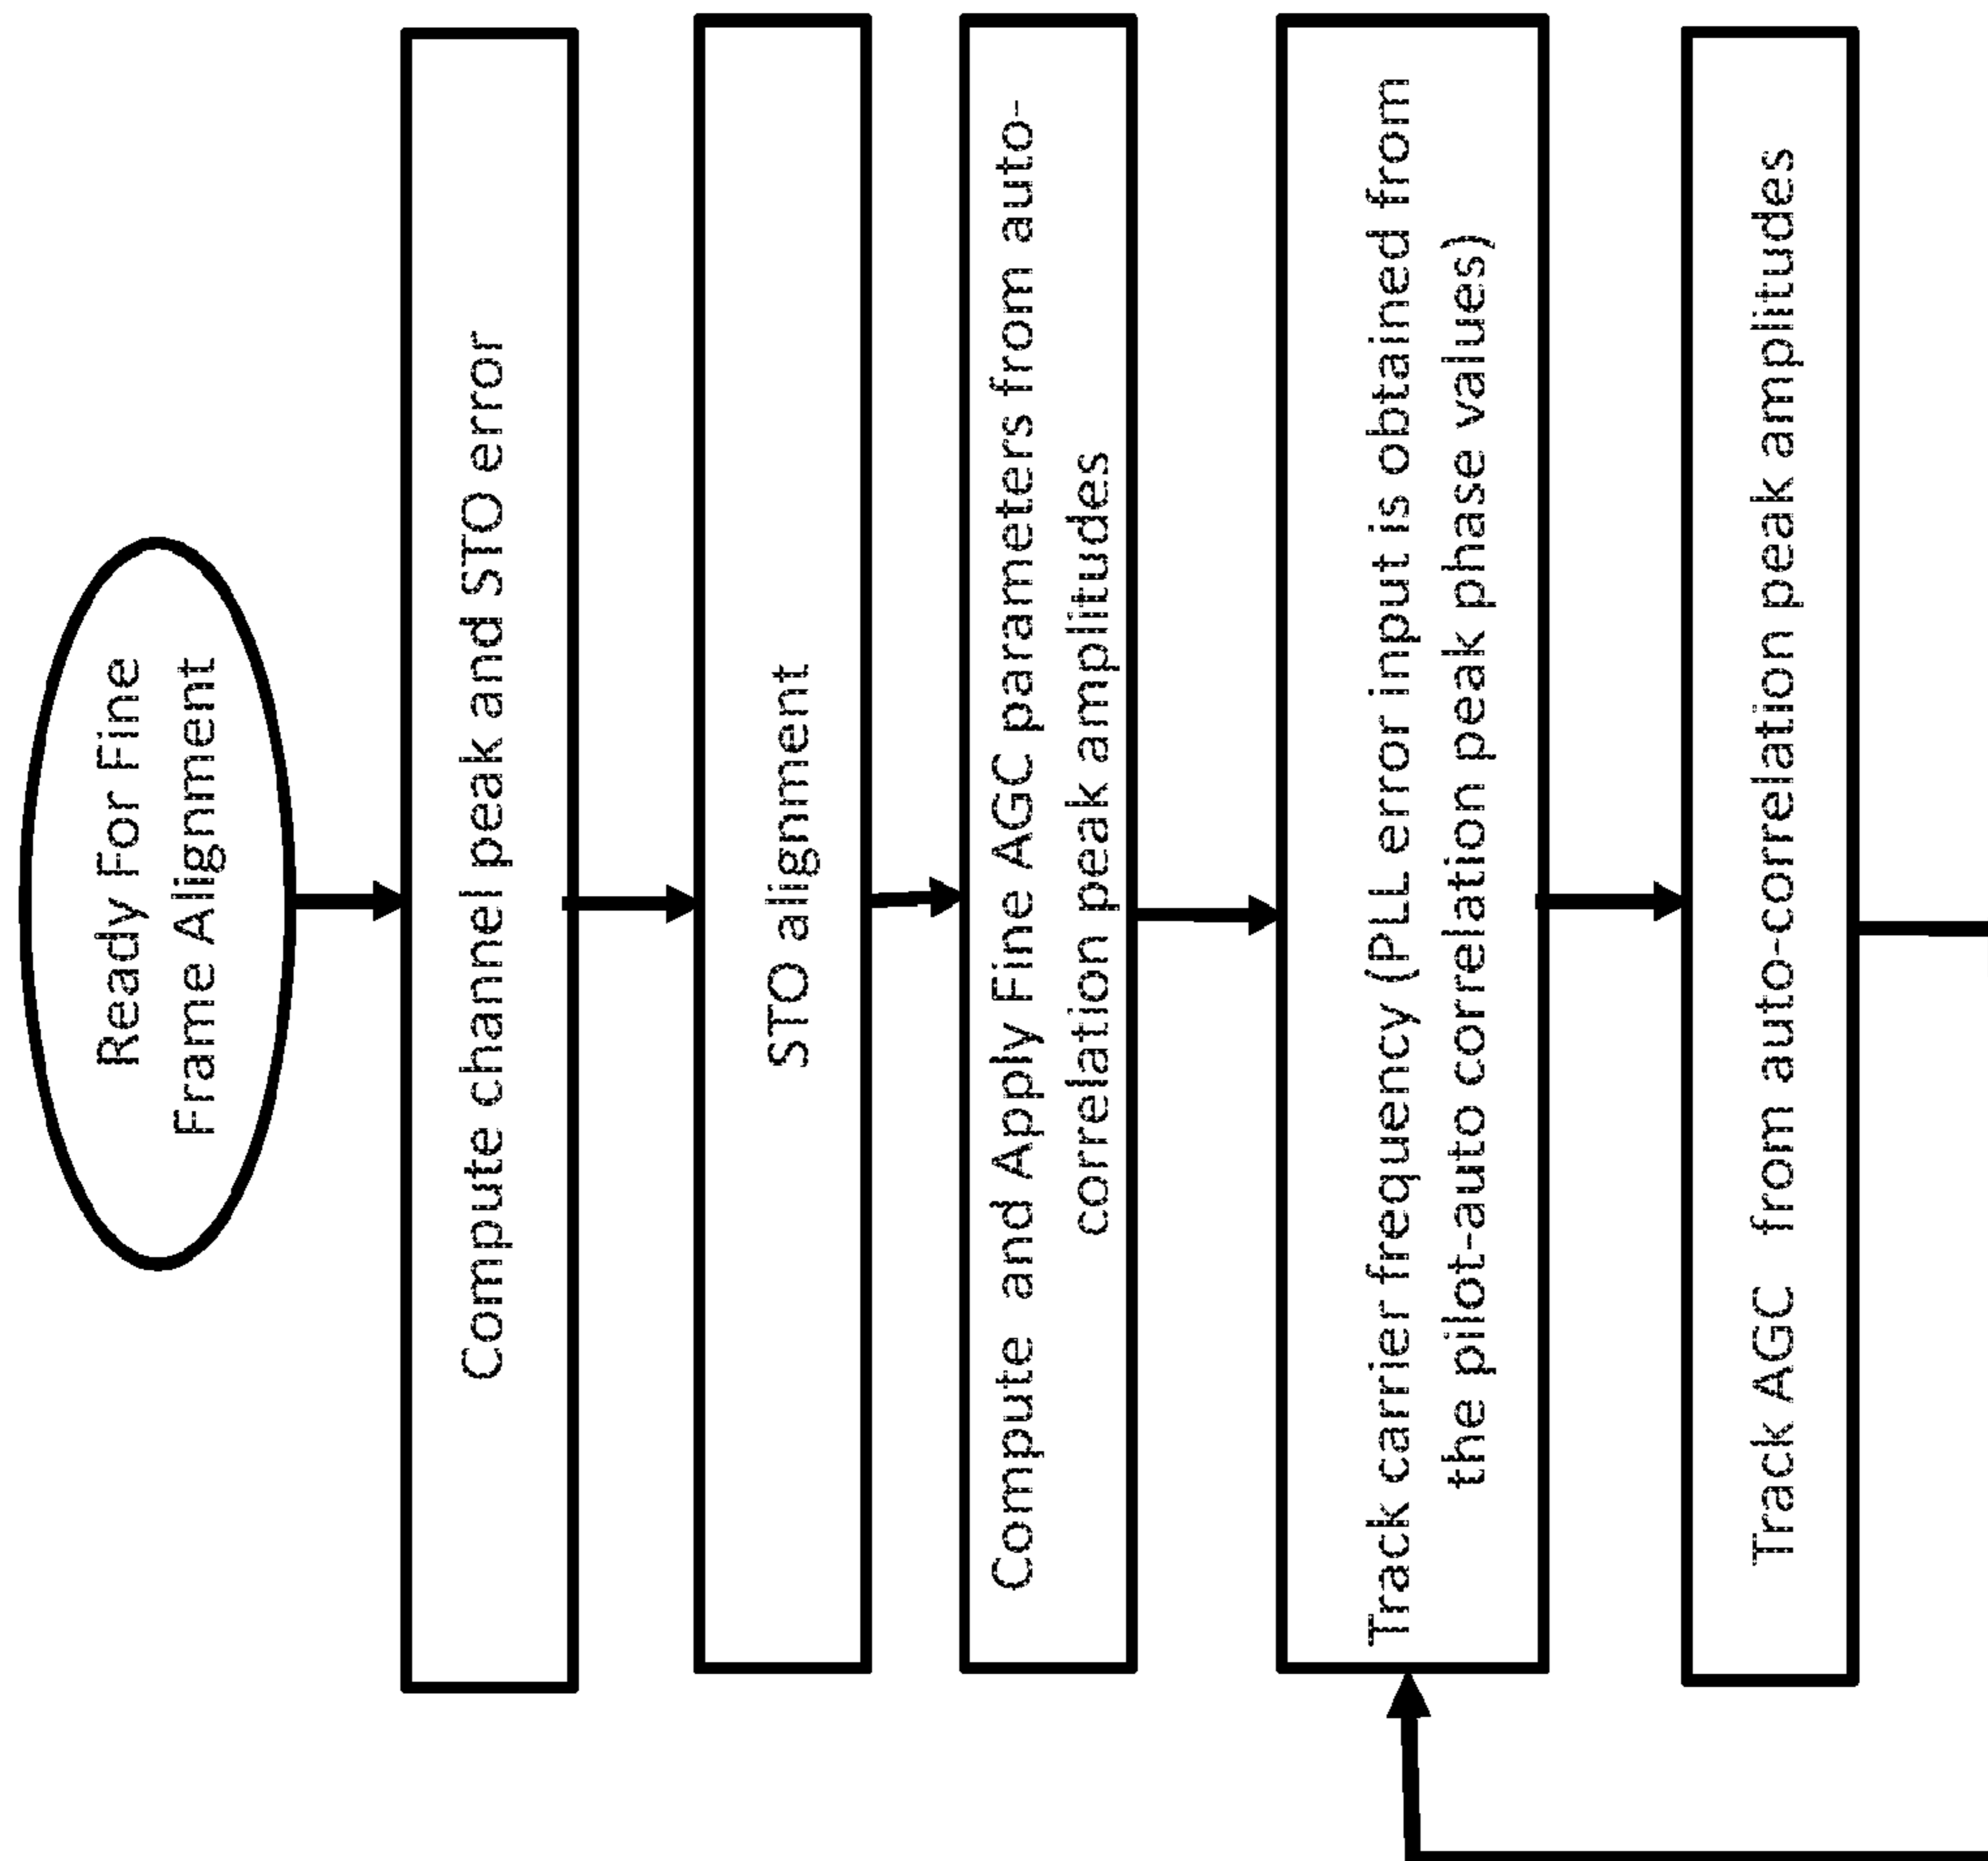 Ready For Fine
Frame Alignment
Compute channel peak and STO error
STO alignment
Compute and Apply Fine AGC parameters from auto-
correlation peak amplitudes
Track carrier frequency (PLL error input is obtained from
the pilot-auto correlation peak phase values)
Track AGC from auto-correlation peak amplitudes